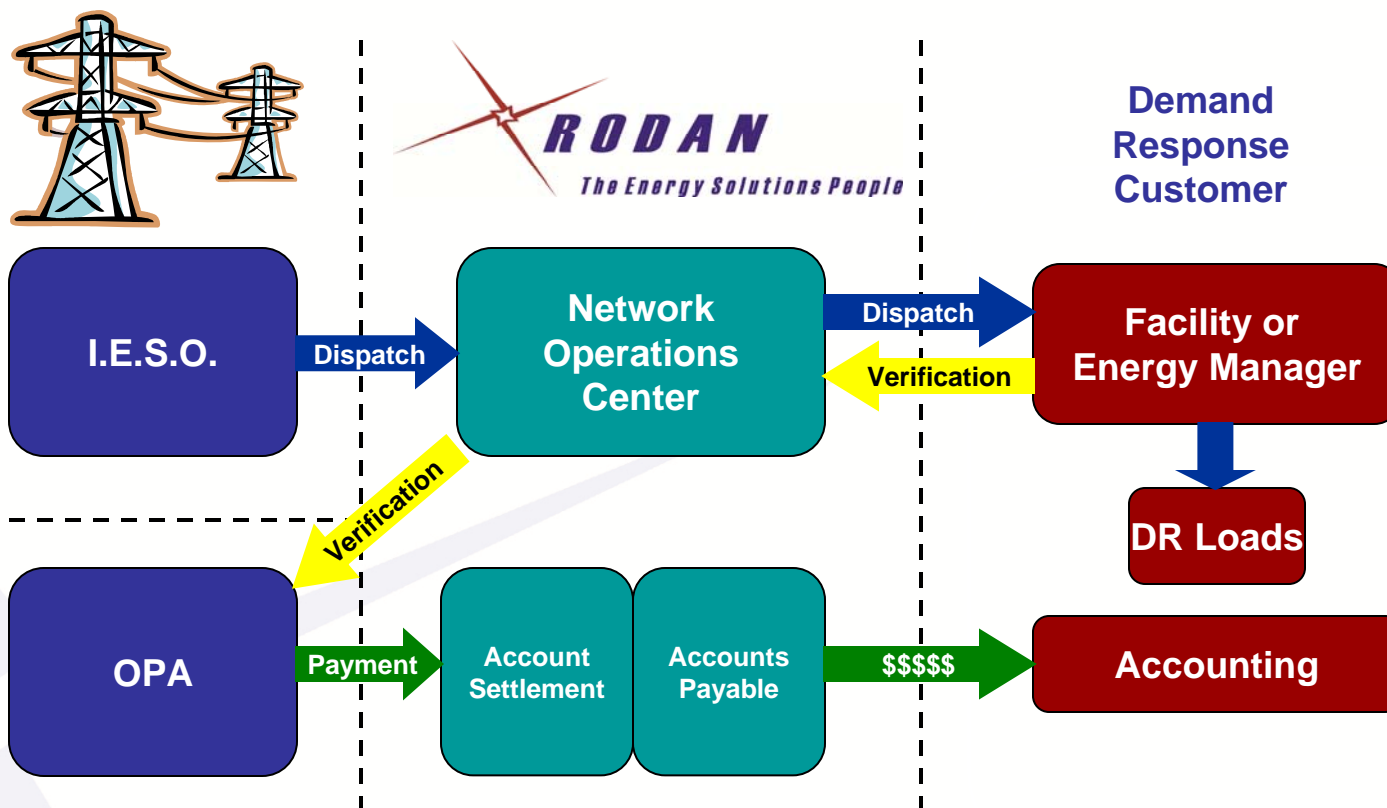 RODAN
The Energy Solutions People
Demand
Response
Customer
I.E.S.O.
Dispatch
Network
Operations
Center
Dispatch
Verification
Facility or
Energy Manager
Verification
DR Loads
OPA
Payment
Account
Settlement
Accounts
Payable
$$$$$
Accounting